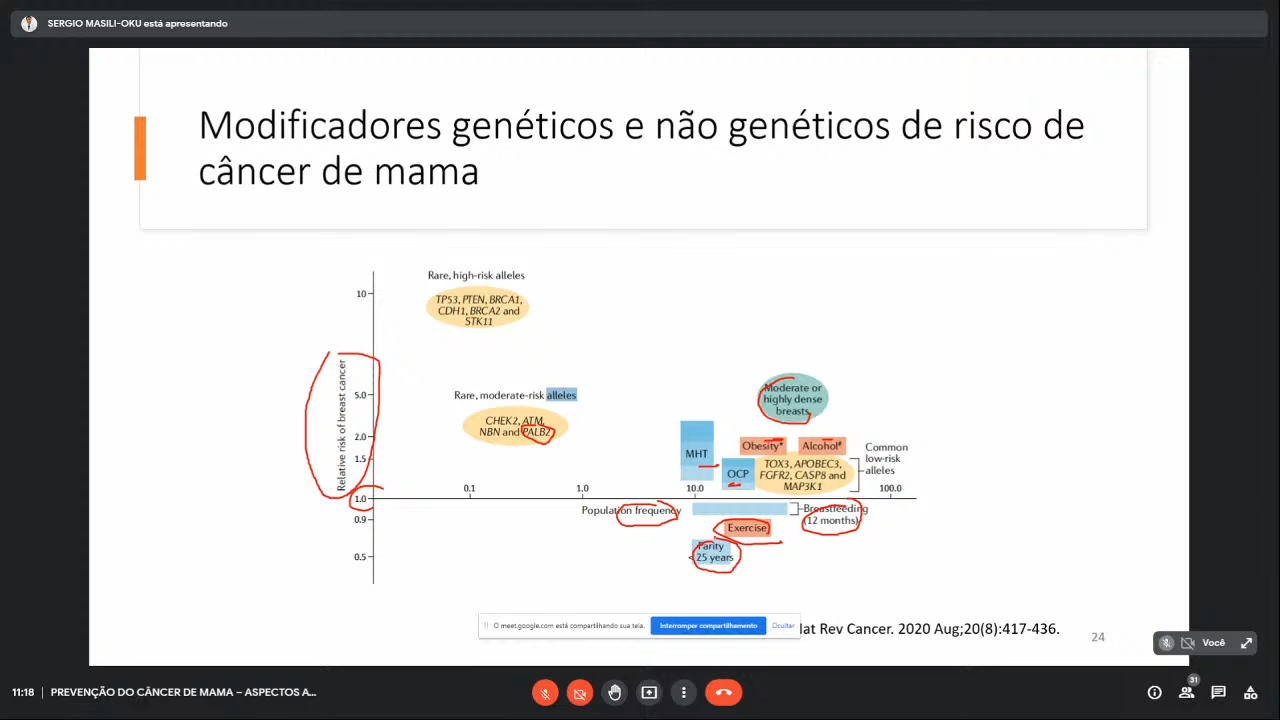 SERGIO MASILI-OKU está apresentando
Modificadores genéticos e não genéticos de risco de
câncer de mama
Rare, high-risk alleles
10
TP53, PTEN, BRCA1,
CDH1, BRCA2 and
STK11
Relative risk of breast cancer
5.0
2.0
1.5
1.0
0.9
0.5
Rare, moderate-risk alleles
CHEK2, ATM,
NBN and PALB2
Moderate or
highly dense
breasts
MHT
OCP
Obesity*
Alcohol#
TOX3, APOBEC3,
FGFR2, CASP8 and
MAP3K1
Common
low-risk
alleles
0.1
1.0
10.0
100.0
Population frequency
Breastfeeding
(12 months)
Exercise
Parity
<25 years
O meet.google.com está compartilhando sua tela.
Interromper compartilhamento
Ocultar
Nat Rev Cancer. 2020 Aug;20(8):417-436.
24
Você
11:18 | PREVENÇÃO DO CÂNCER DE MAMA – ASPECTOS A...
31